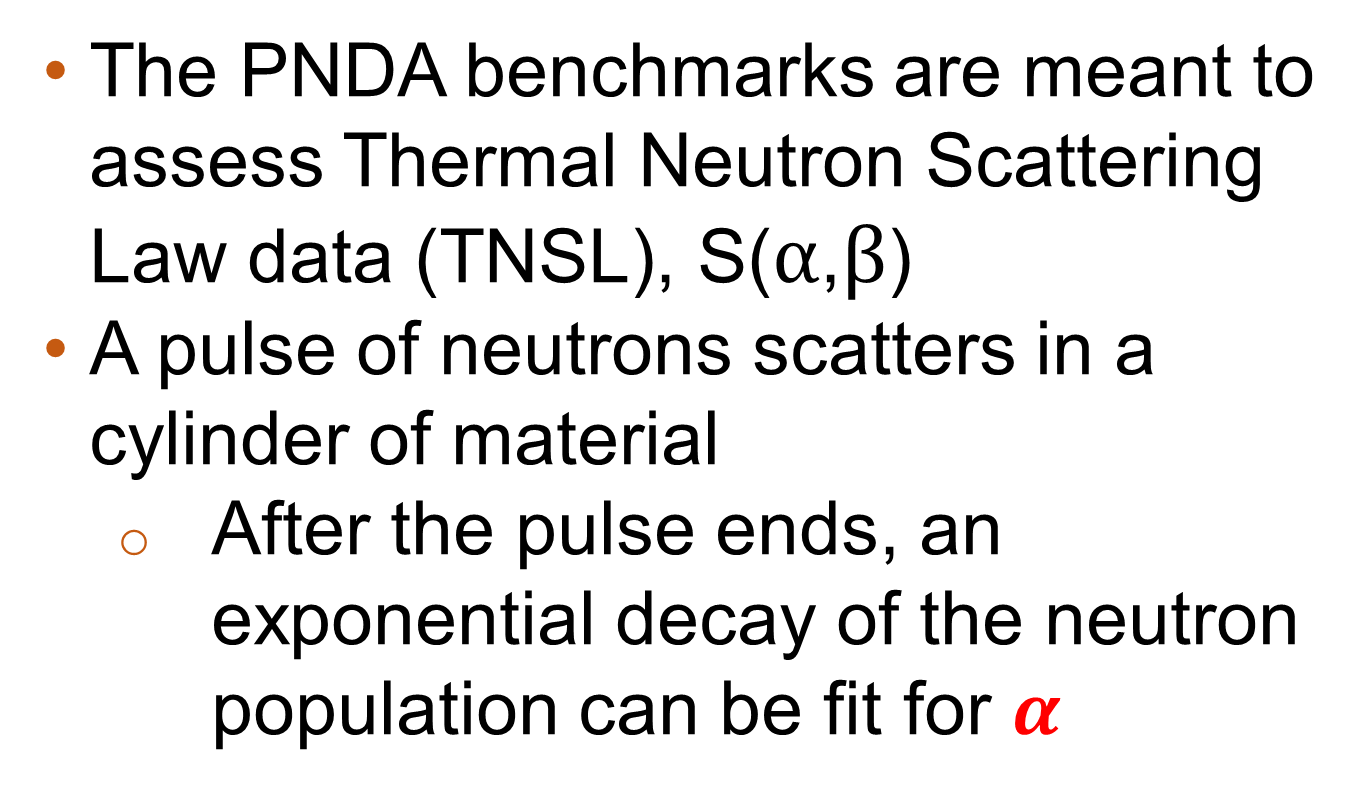 • The PNDA benchmarks are meant to
assess Thermal Neutron Scattering
Law data (TNSL), S(α,β)
• A pulse of neutrons scatters in a
cylinder of material
○ After the pulse ends, an
exponential decay of the neutron
population can be fit for α